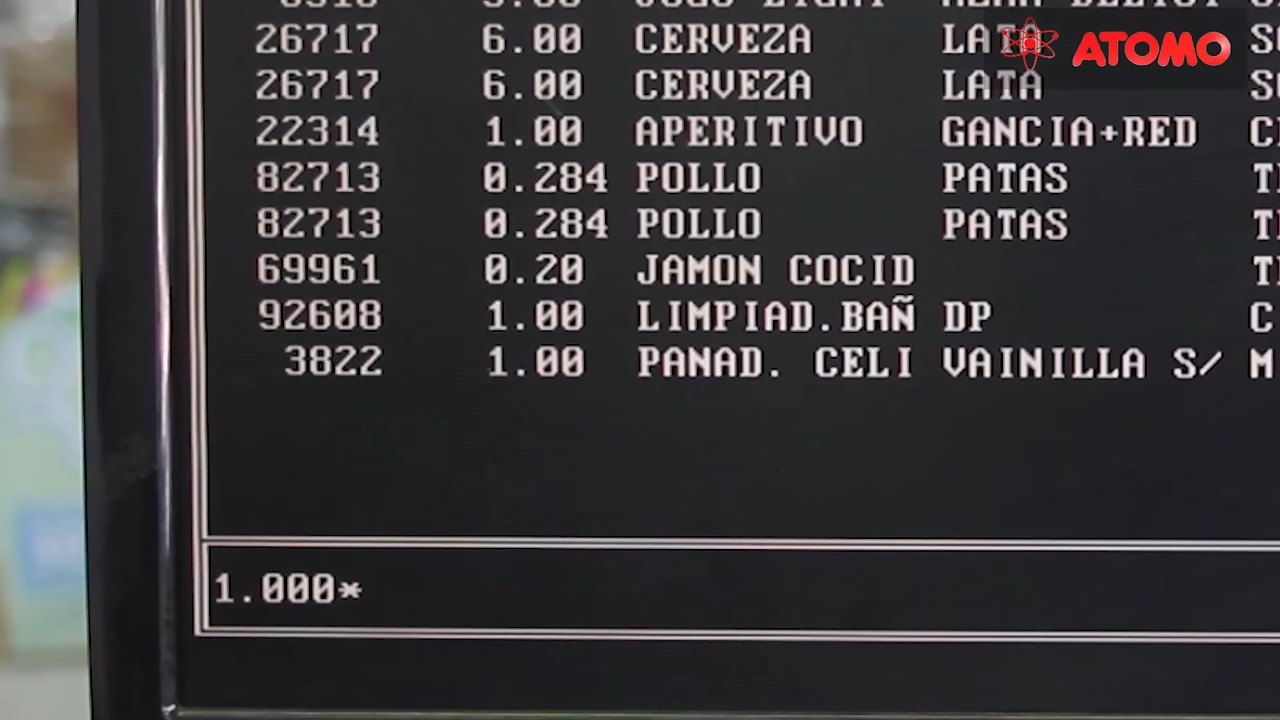 26717 6.00 CERVEZA LATA
26717 6.00 CERVEZA LATA
22314 1.00 APERITIVO GANCIA+RED
82713 0.284 POLLO PATAS
82713 0.284 POLLO PATAS
69961 0.20 JAMON COCID
92608 1.00 LIMPIAD.BAÑ DP C
3822 1.00 PANAD. CELI VAINILLA S/ M
1.000*
ATOMO